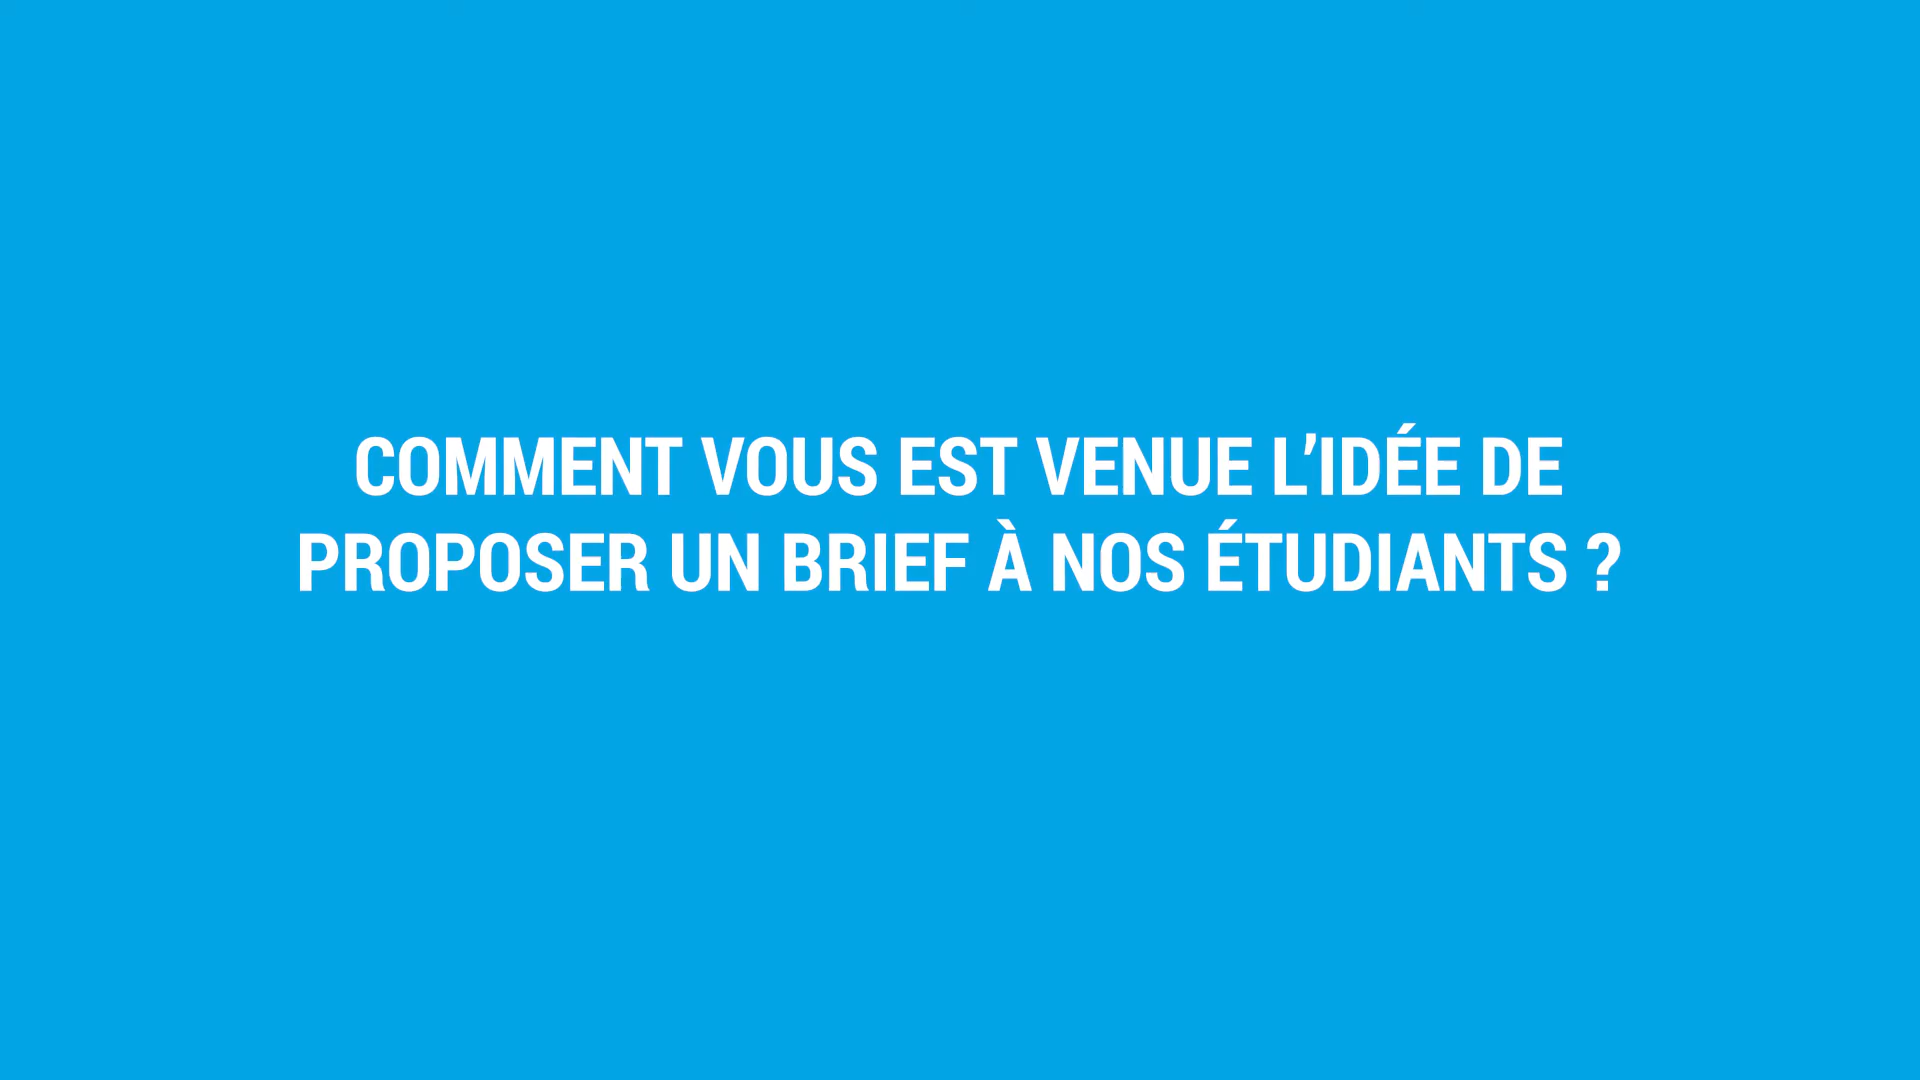 COMMENT VOUS EST VENUE L’IDÉE DE
PROPOSER UN BRIEF À NOS ÉTUDIANTS ?